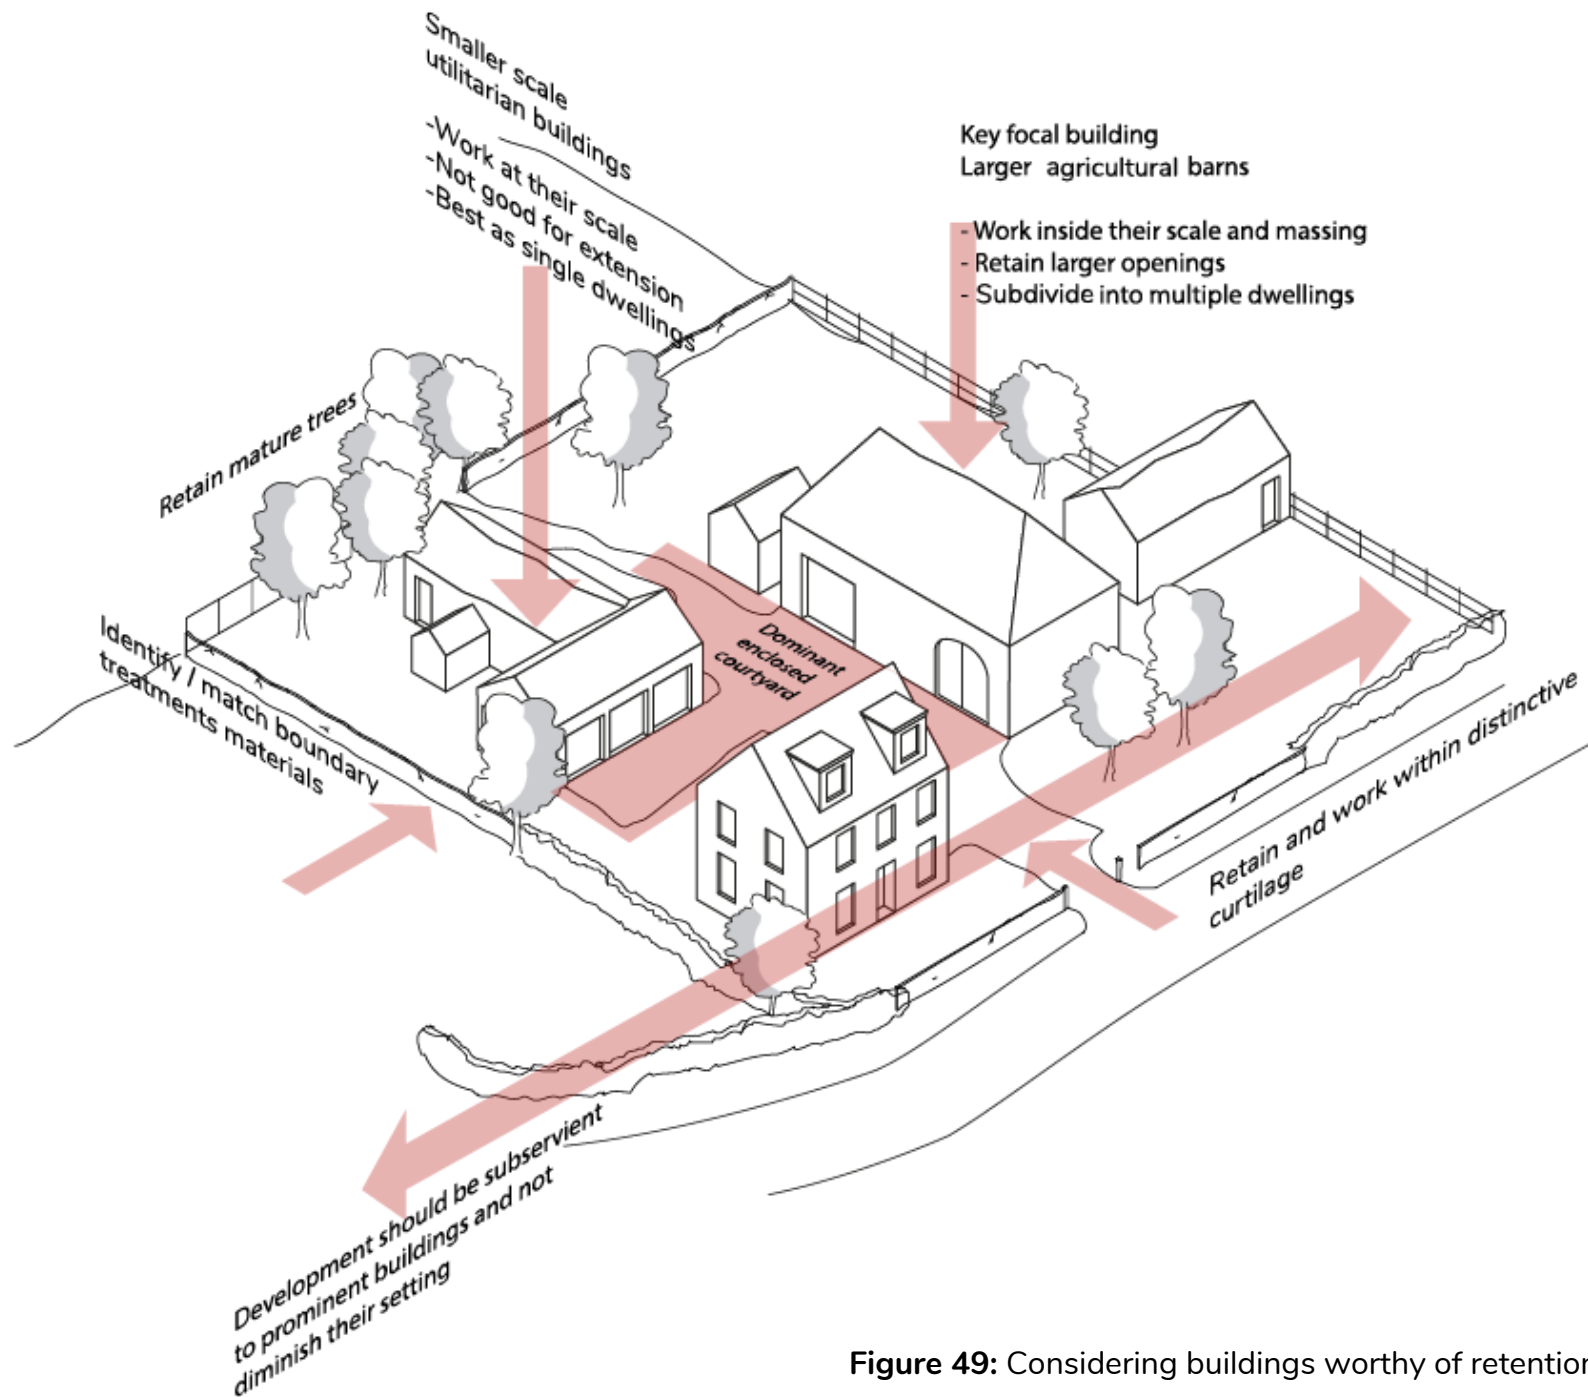 Smaller scale
utilitarian buildings
-Work at their scale
-Not good for extension
-Best as single dwellings
Key focal building
Larger agricultural barns
- Work inside their scale and massing
- Retain larger openings
- Subdivide into multiple dwellings
Retain mature trees
Identify / match boundary
treatments materials
Dominant
enclosed
courtyard
Retain and work within distinctive
curtilage
Development should be subservient
to prominent buildings and not
diminish their setting
Figure 49: Considering buildings worthy of retention